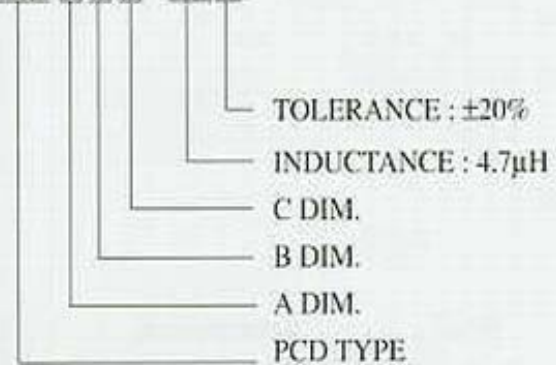 TOLERANCE : ±20%
INDUCTANCE : 4.7μH
C DIM.
B DIM.
A DIM.
PCD TYPE